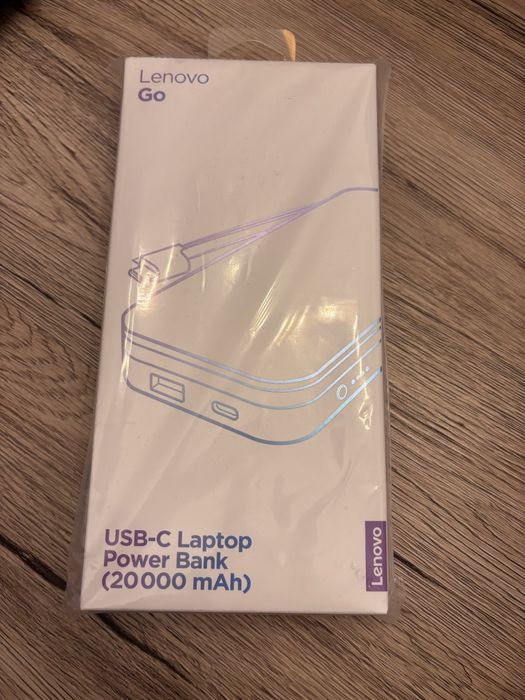 Lenovo
Go
USB-C Laptop
Power Bank
(20000 mAh)
Lenovo